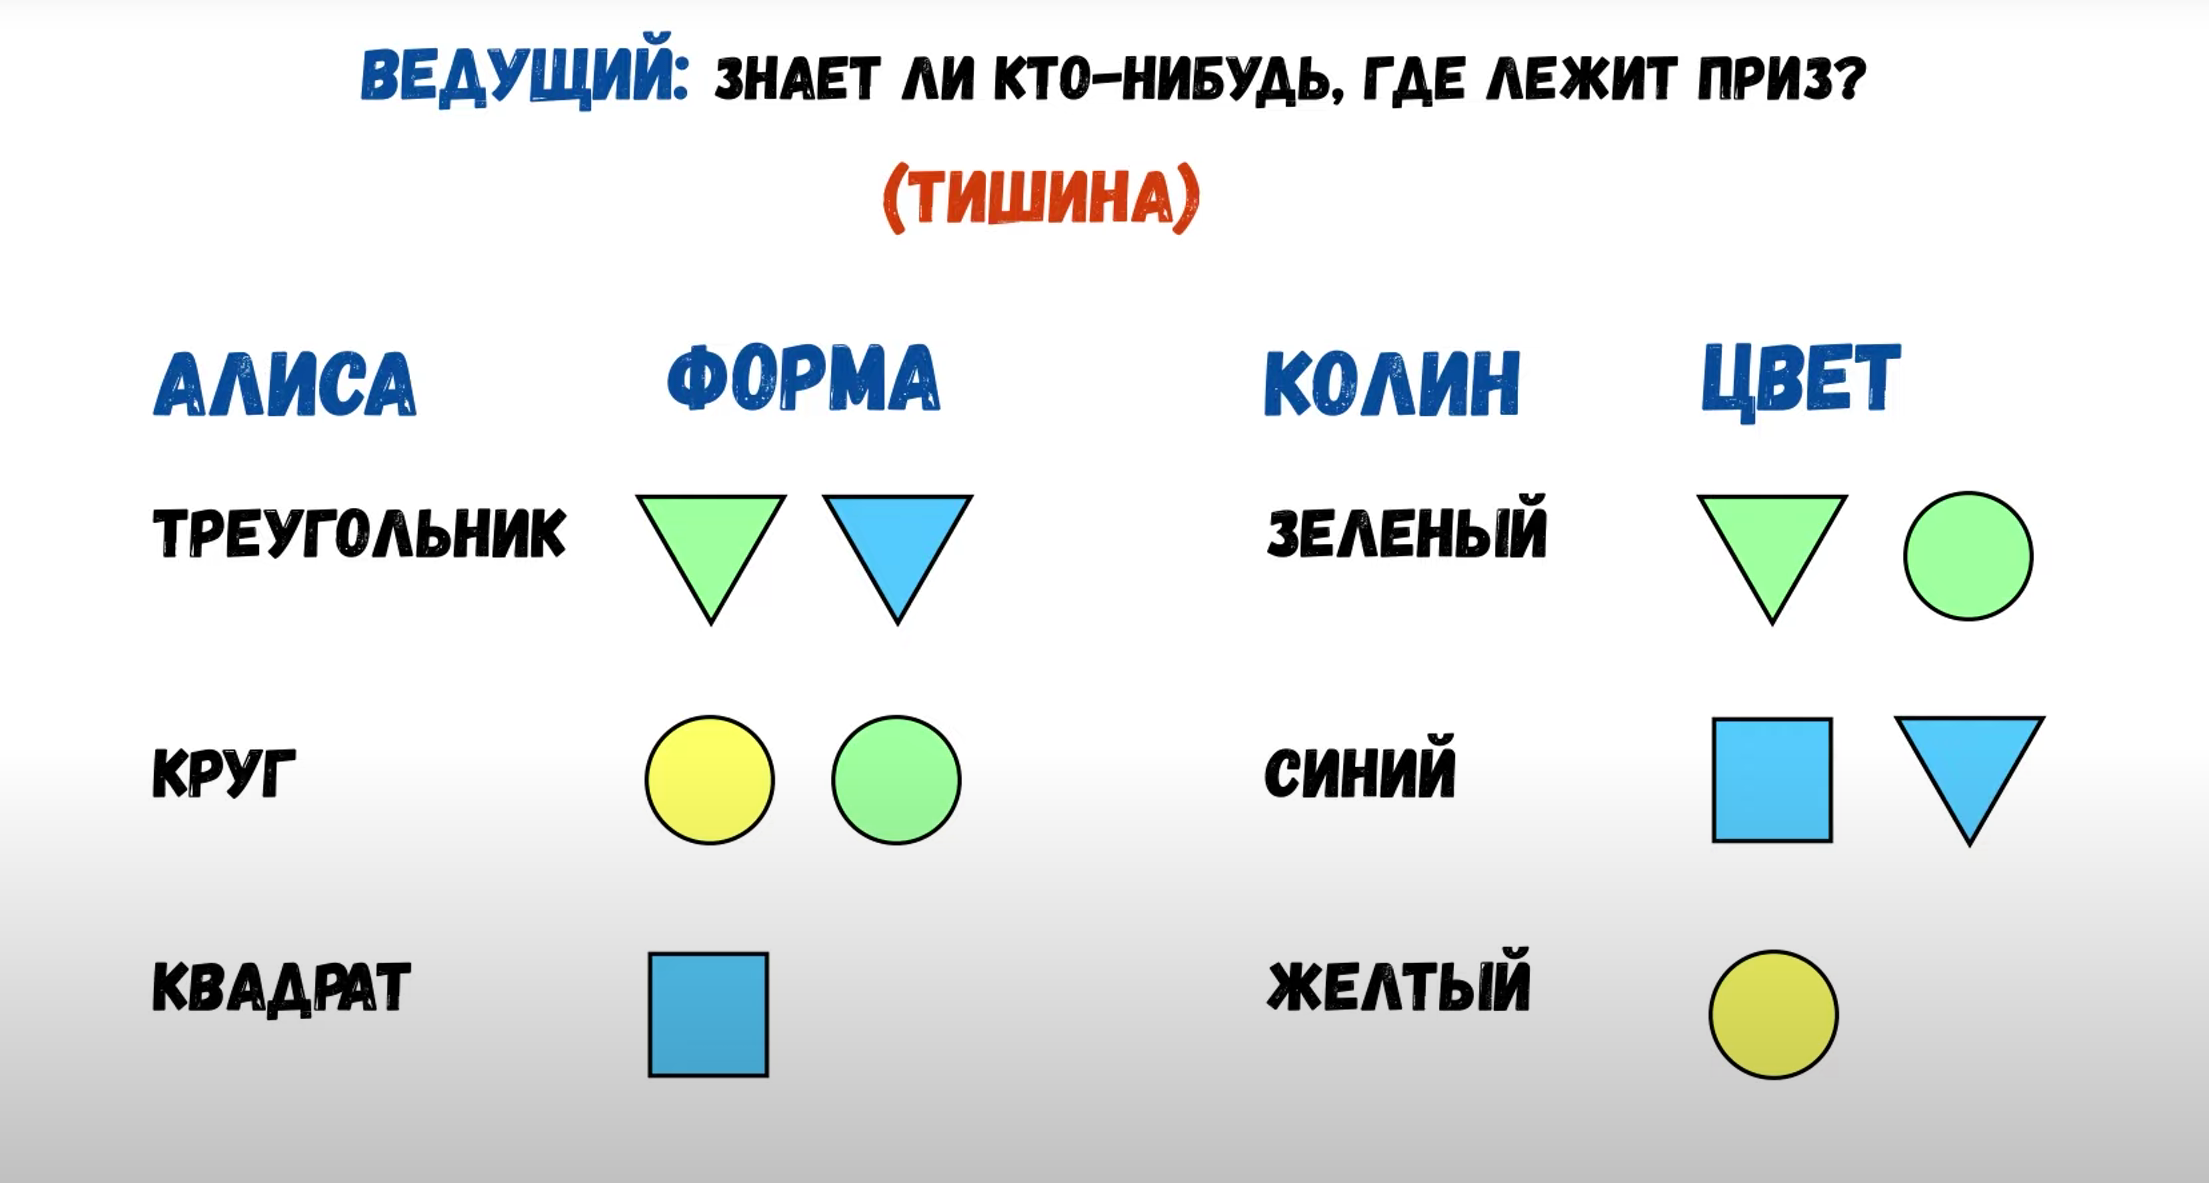 ВЕДУЩИЙ: ЗНАЕТ ЛИ КТО-НИБУДЬ, ГДЕ ЛЕЖИТ ПРИЗ?
(ТИШИНА)
АЛИСА ФОРМА КОЛИН ЦВЕТ
ТРЕУГОЛЬНИК ЗЕЛЕНЫЙ
КРУГ СИНИЙ
КВАДРАТ ЖЕЛТЫЙ